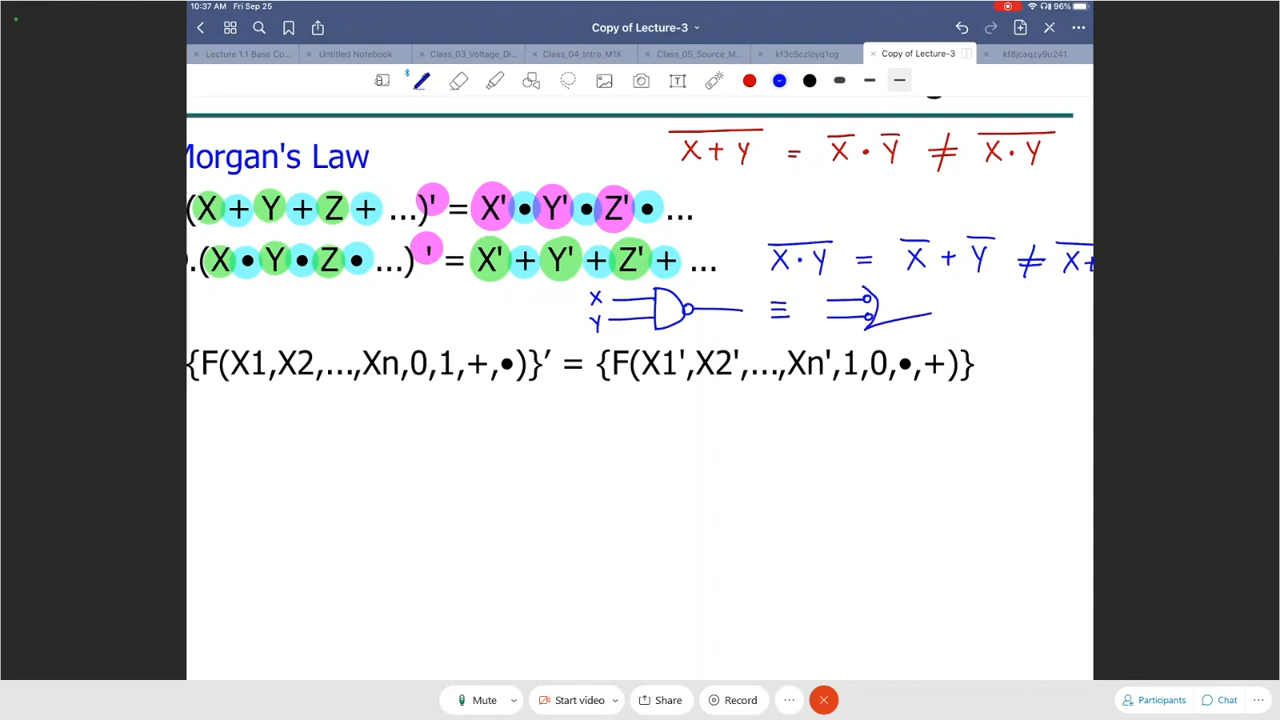 10:37 AM Fri Sep 25
96%
Copy of Lecture-3
Lecture 1.1 Base Co...
Untitled Notebook
Class_03_Voltage_Di...
Class_04_Intro_M1K
Class_05_Source_M...
kf3c5czloyq1cg
Copy of Lecture-3
kf8jcaqzy9u241
Morgan's Law
X̅+̅Y̅ = X̅ · Y̅ ≠ X̅·̅Y̅
(X + Y + Z + ...)' = X' • Y' • Z' • ...
.(X • Y • Z • ...) ' = X' + Y' + Z' + ...
X̅·̅Y̅ = X̅ + Y̅ ≠ X̅+̅
X
Y
≡
{F(X1,X2,...,Xn,0,1,+,•)}’ = {F(X1',X2',...,Xn',1,0,•,+)}
Mute
Start video
Share
Record
Participants
Chat